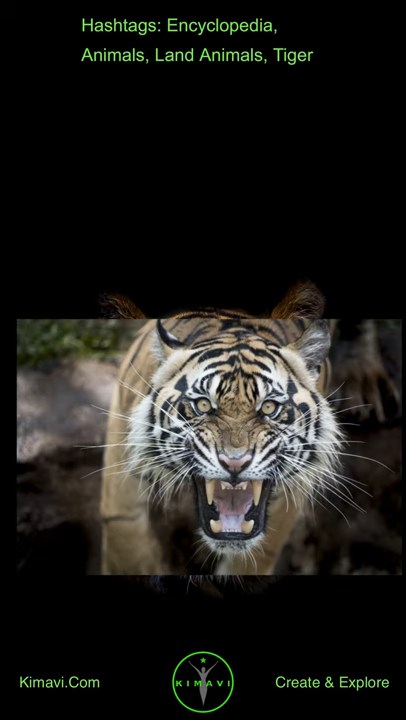 Hashtags: Encyclopedia,
Animals, Land Animals, Tiger
Kimavi.Com
KIMAVI
Create & Explore